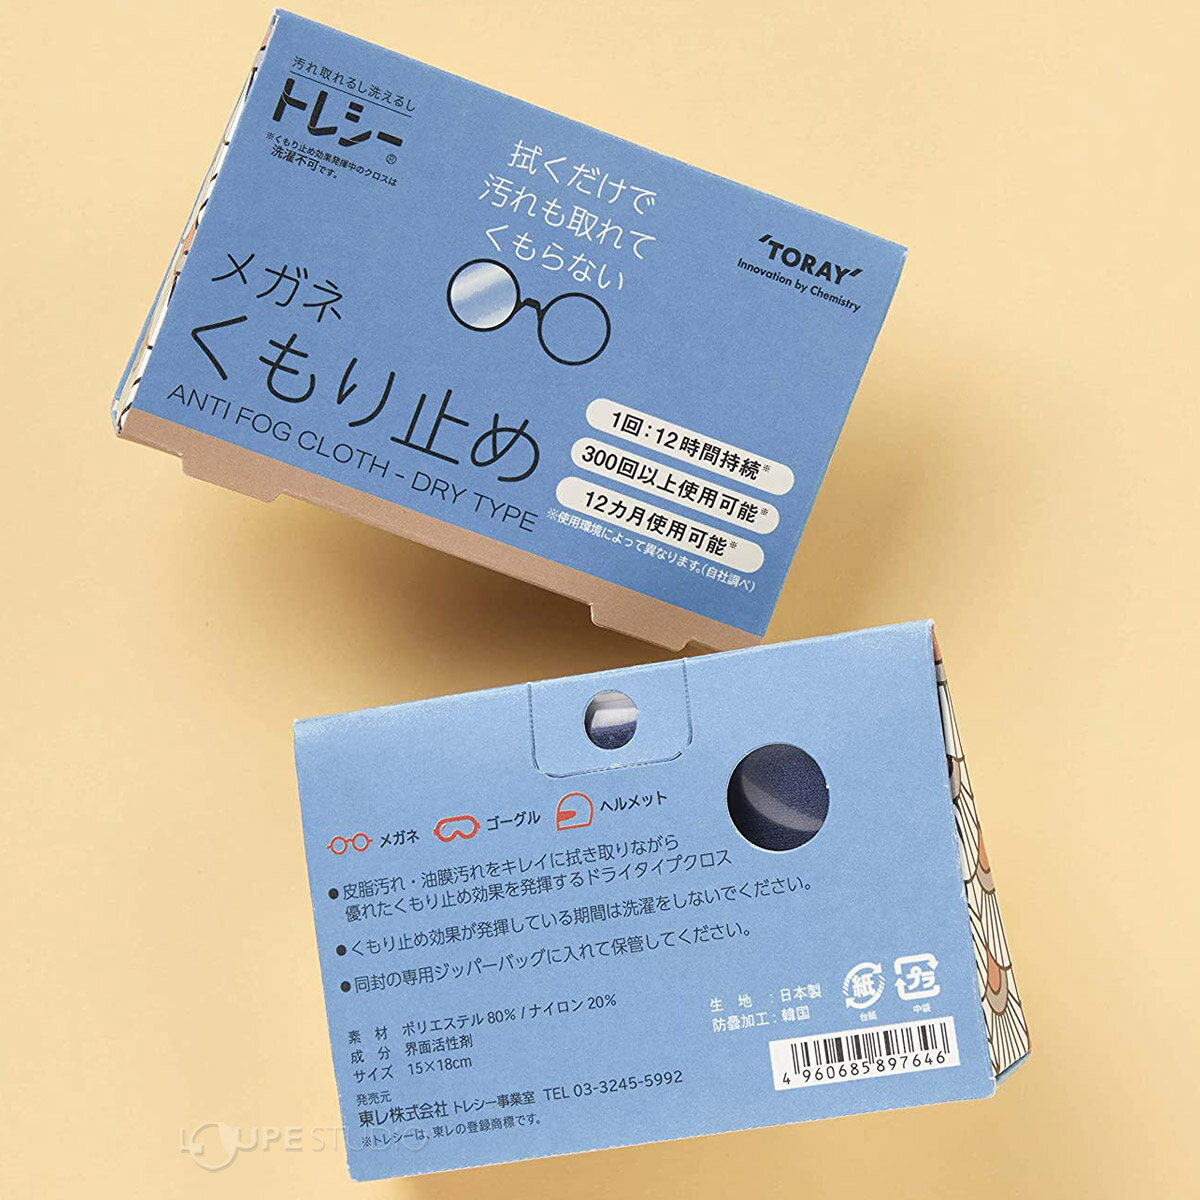 汚れ取れるし洗えるし
トレシー®
※くもり止め効果発揮中のクロスは
洗濯不可です。
拭くだけで
汚れも取れて
くもらない
'TORAY'
Innovation by Chemistry
メガネ
くもり止め
ANTI FOG CLOTH - DRY TYPE
1回:12時間持続※
300回以上使用可能※
12カ月使用可能※
※使用環境によって異なります。(自社調べ)
メガネ ゴーグル ヘルメット
●皮脂汚れ・油膜汚れをキレイに拭き取りながら
優れたくもり止め効果を発揮するドライタイプクロス
●くもり止め効果が発揮している期間は洗濯をしないでください。
●同封の専用ジッパーバッグに入れて保管してください。
素 材 ポリエステル 80% / ナイロン 20%
成 分 界面活性剤
サイズ 15×18cm
発売元
東レ株式会社 トレシー事業室 TEL 03-3245-5992
※トレシーは、東レの登録商標です。
生 地 :日本製
防曇加工:韓国
紙
台紙
プラ
中袋
4 960685 897646
LOUPE STUDIO